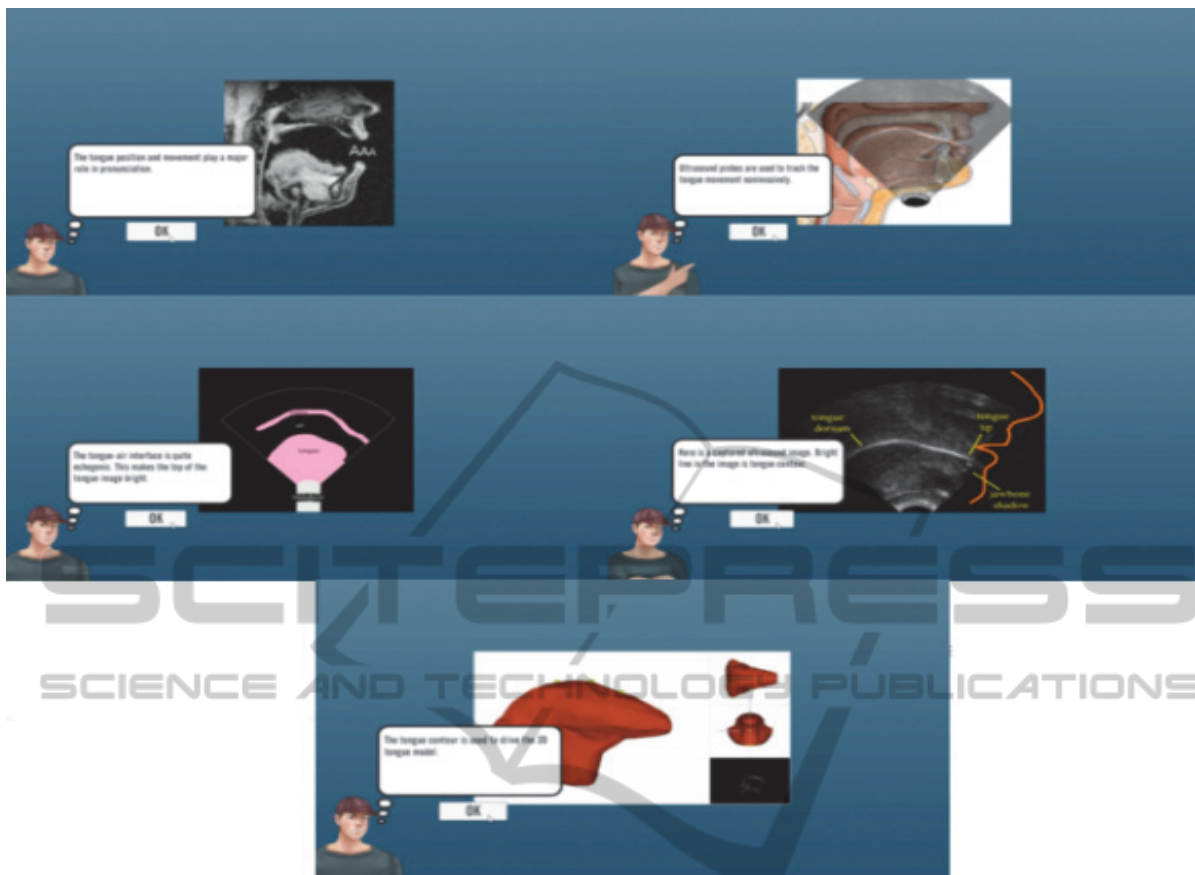 The tongue position and movement play a major
role in pronunciation.
AAA
OK
Ultrasound probes are used to track the
tongue movement noninvasively.
OK
The tongue-air interface is quite
echogenic. This makes the top of the
tongue image bright.
air
tongue
OK
Here is a captured ultrasound image. Bright
line in the image is tongue contour.
tongue
dorsum
tongue
tip
jawbone
shadow
OK
The tongue contour is used to drive the 3D
tongue model.
OK
SCITEPRESS
SCIENCE AND TECHNOLOGY PUBLICATIONS